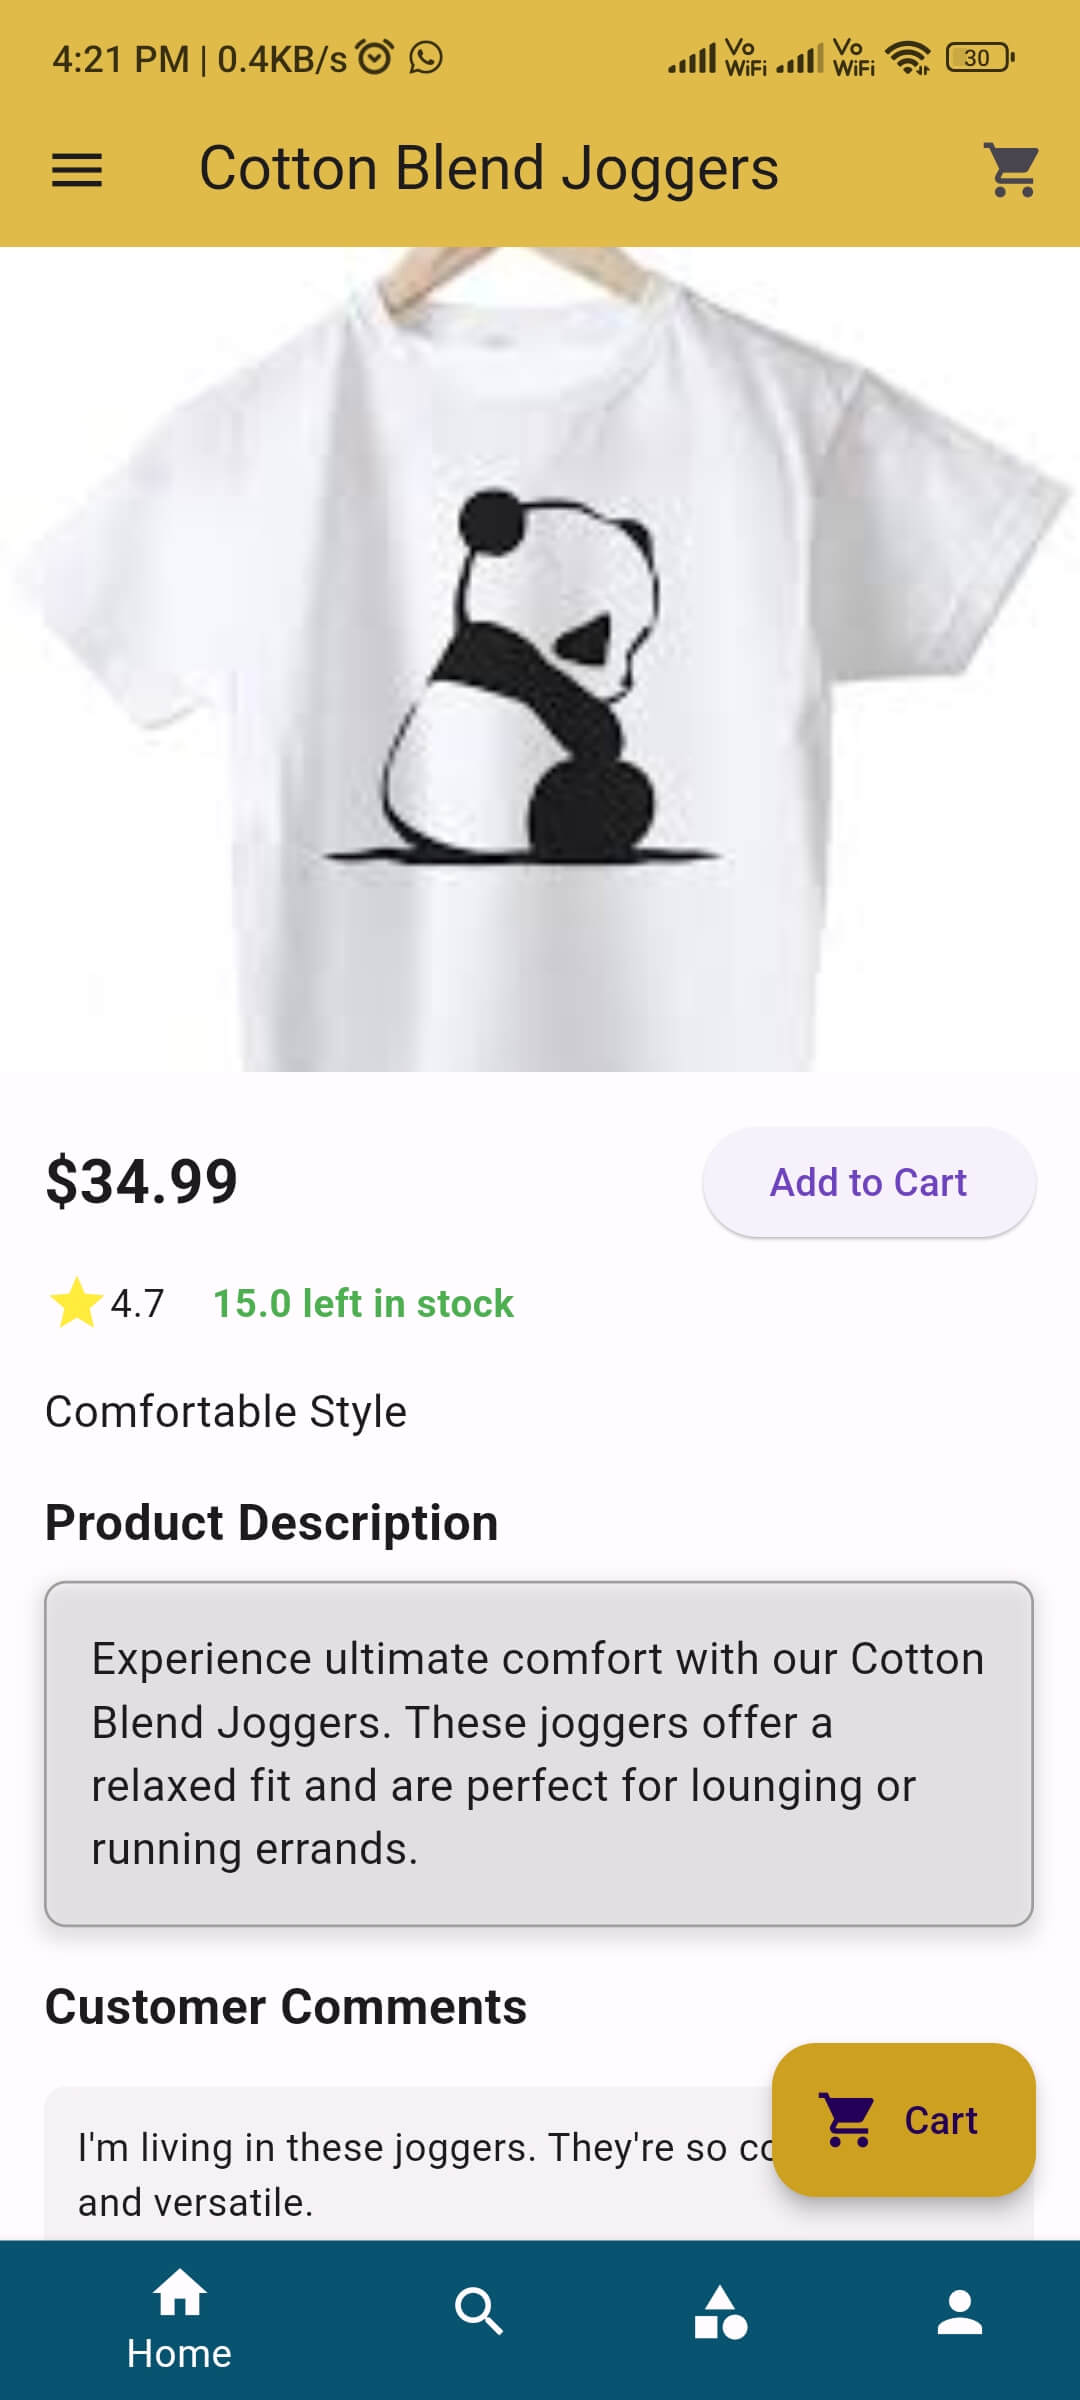 4:21 PM | 0.4KB/s
Vo WiFi
Vo WiFi
30
Cotton Blend Joggers
$34.99
Add to Cart
4.7
15.0 left in stock
Comfortable Style
Product Description
Experience ultimate comfort with our Cotton
Blend Joggers. These joggers offer a
relaxed fit and are perfect for lounging or
running errands.
Customer Comments
I'm living in these joggers. They're so
and versatile.
Cart
Home